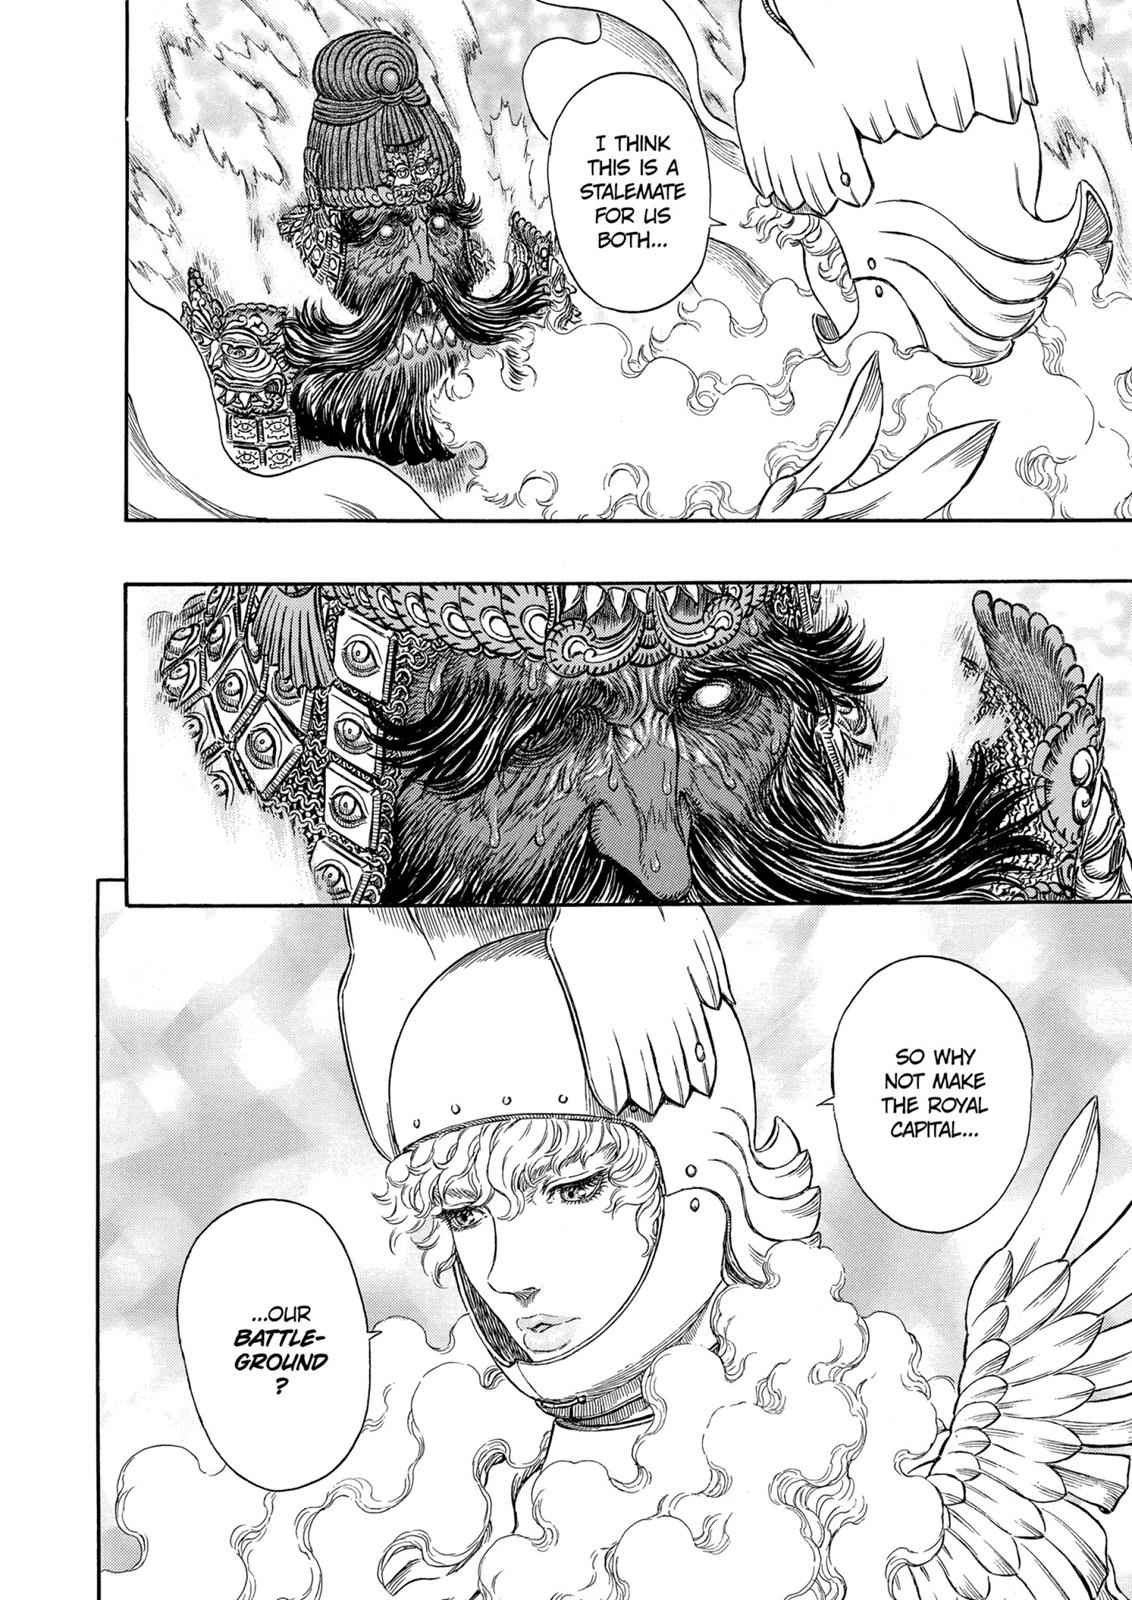 I THINK
THIS IS A
STALEMATE
FOR US
BOTH...
SO WHY
NOT MAKE
THE ROYAL
CAPITAL...
...OUR
BATTLE-
GROUND
?